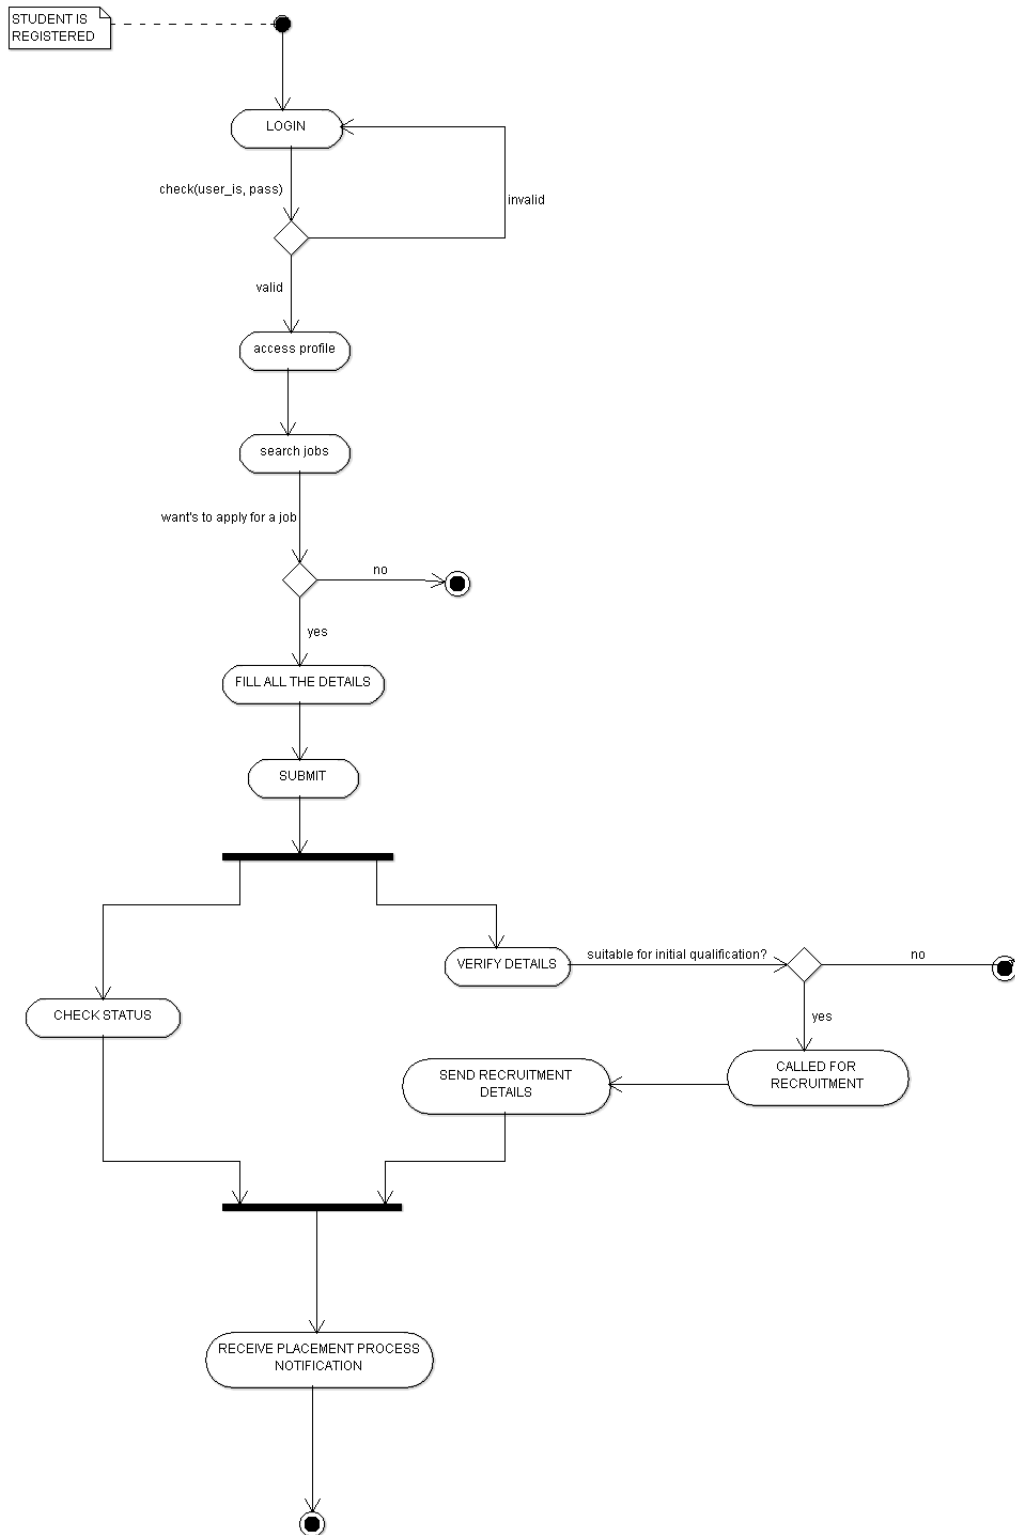 STUDENT IS
REGISTERED
LOGIN
check(user_is, pass)
invalid
valid
access profile
search jobs
want's to apply for a job
no
yes
FILL ALL THE DETAILS
SUBMIT
suitable for initial qualification?
no
VERIFY DETAILS
CHECK STATUS
yes
SEND RECRUITMENT
DETAILS
CALLED FOR
RECRUITMENT
RECEIVE PLACEMENT PROCESS
NOTIFICATION